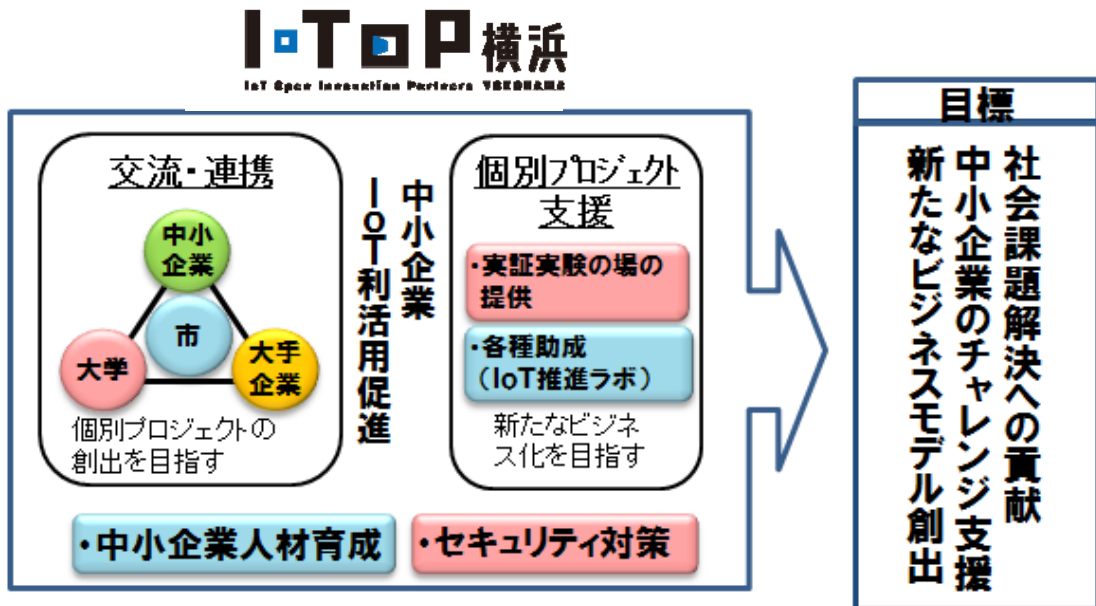 I・TOP横浜
IoT Open Innovation Partners YOKOHAMA
交流・連携
中小
企業
市
大学
大手
企業
個別プロジェクトの
創出を目指す
中小企業
IOT利活用促進
個別プロジェクト
支援
・実証実験の場の
提供
・各種助成
（IoT推進ラボ）
新たなビジネ
ス化を目指す
・中小企業人材育成
・セキュリティ対策
目標
社会課題解決への貢献
中小企業のチャレンジ支援
新たなビジネスモデル創出